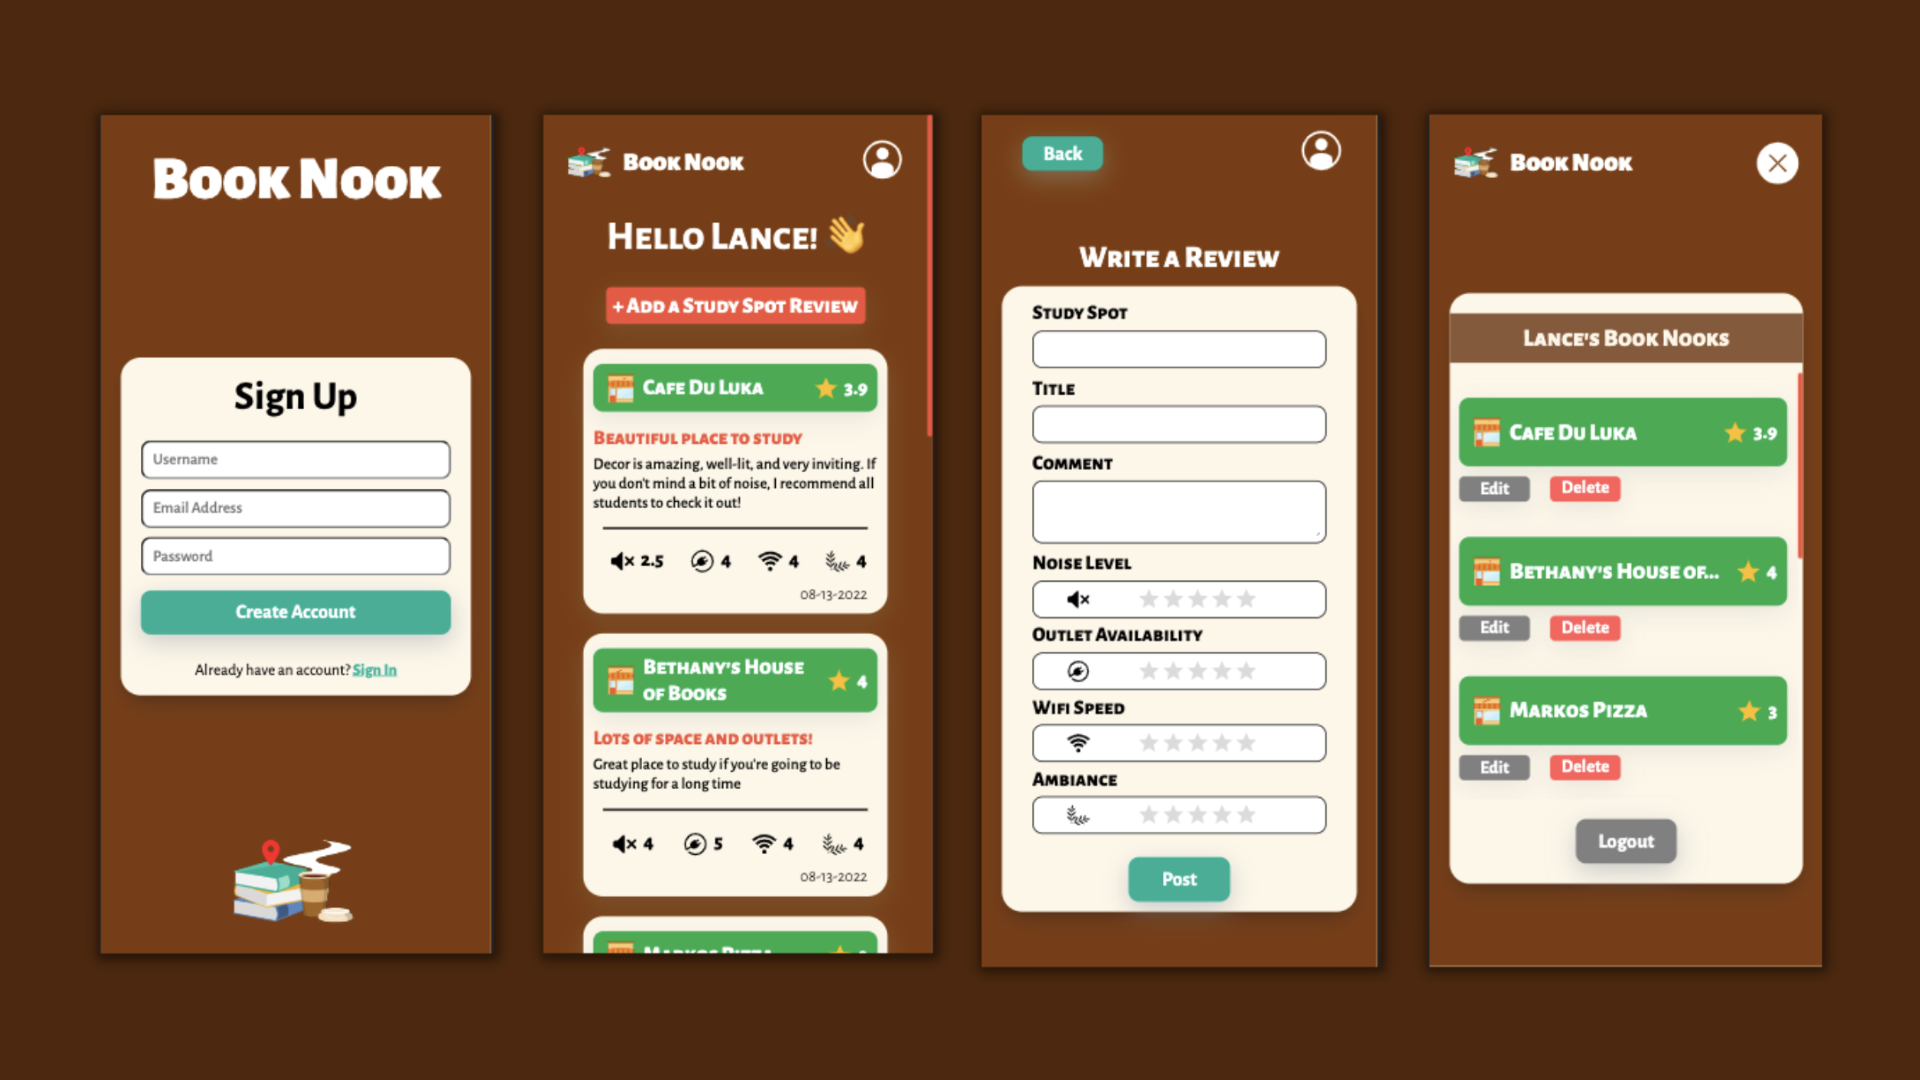 Book Nook
Sign Up
Username
Email Address
Password
Create Account
Already have an account? Sign In
Book Nook
Hello Lance!
+ Add a Study Spot Review
Cafe Du Luka 3.9
Beautiful place to study
Decor is amazing, well-lit, and very inviting. If
you don't mind a bit of noise, I recommend all
students to check it out!
2.5 4 4 4
08-13-2022
Bethany's House
of Books
4
Lots of space and outlets!
Great place to study if you're going to be
studying for a long time
4 5 4 4
08-13-2022
Markos Pizza
Back
Write a Review
Study Spot
Title
Comment
Noise Level
Outlet Availability
Wifi Speed
Ambiance
Post
Book Nook
Lance's Book Nooks
Cafe Du Luka 3.9
Edit Delete
Bethany's House of... 4
Edit Delete
Markos Pizza 3
Edit Delete
Logout